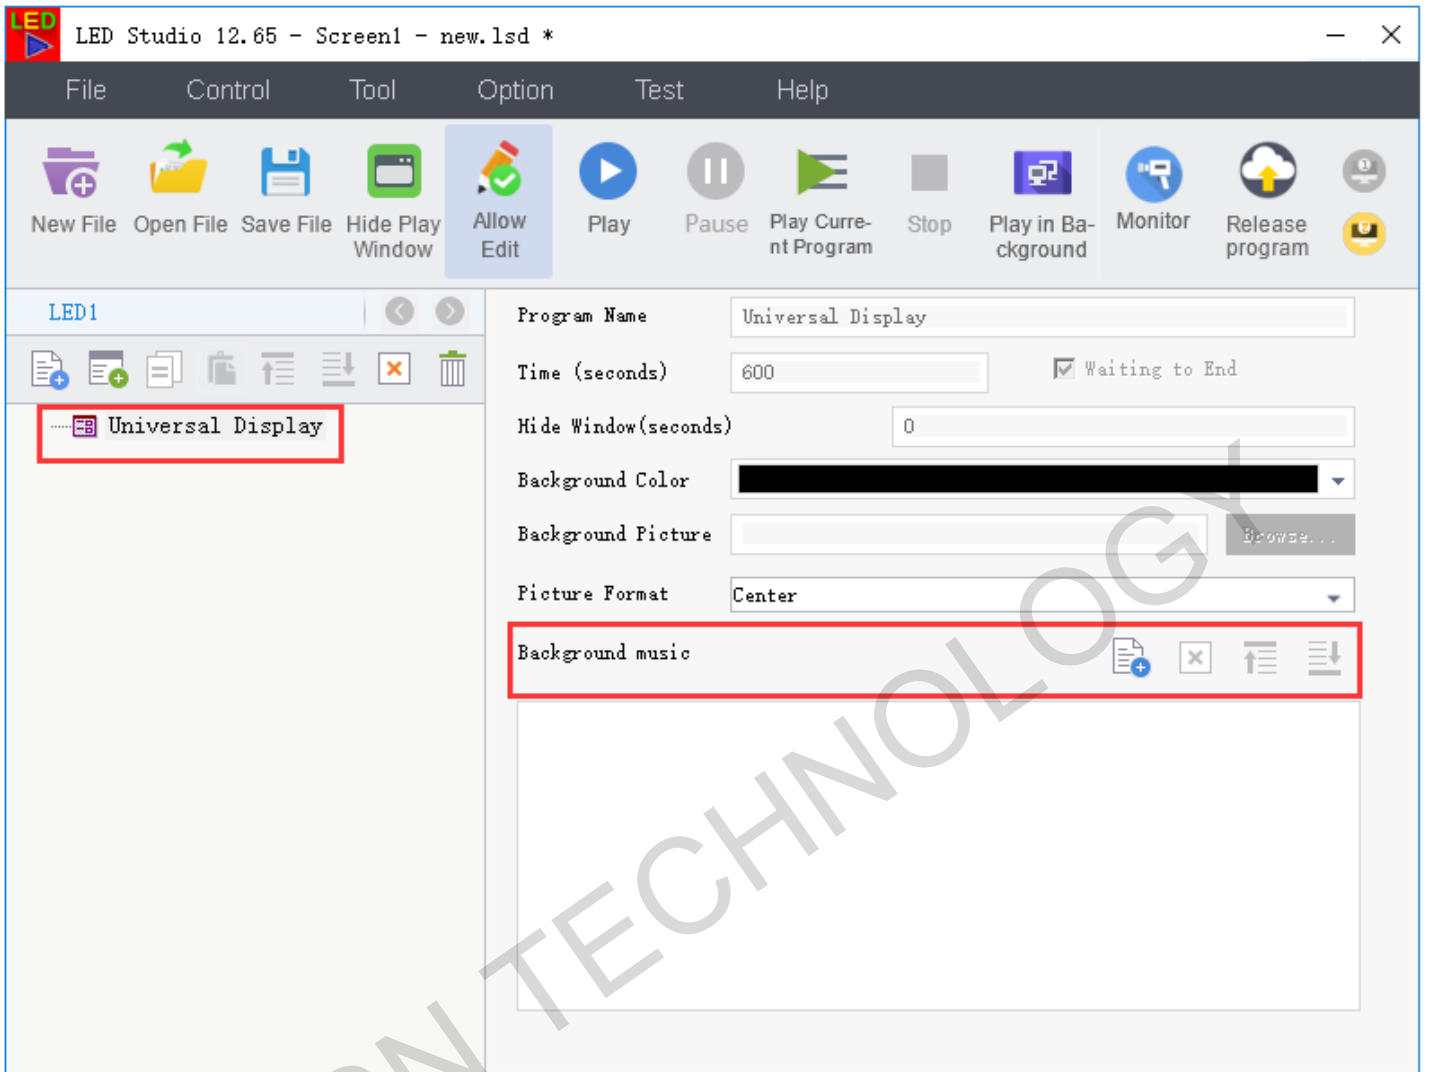 LED
LED Studio 12.65 - Screen1 - new.lsd *
File Control Tool Option Test Help
New File Open File Save File Hide Play Window Allow Edit Play Pause Play Curre-nt Program Stop Play in Ba-ckground Monitor Release program
1
2
LED1
Universal Display
Program Name Universal Display
Time (seconds) 600 Waiting to End
Hide Window(seconds) 0
Background Color
Background Picture Browse...
Picture Format Center
Background music
ON TECHNOLOGY